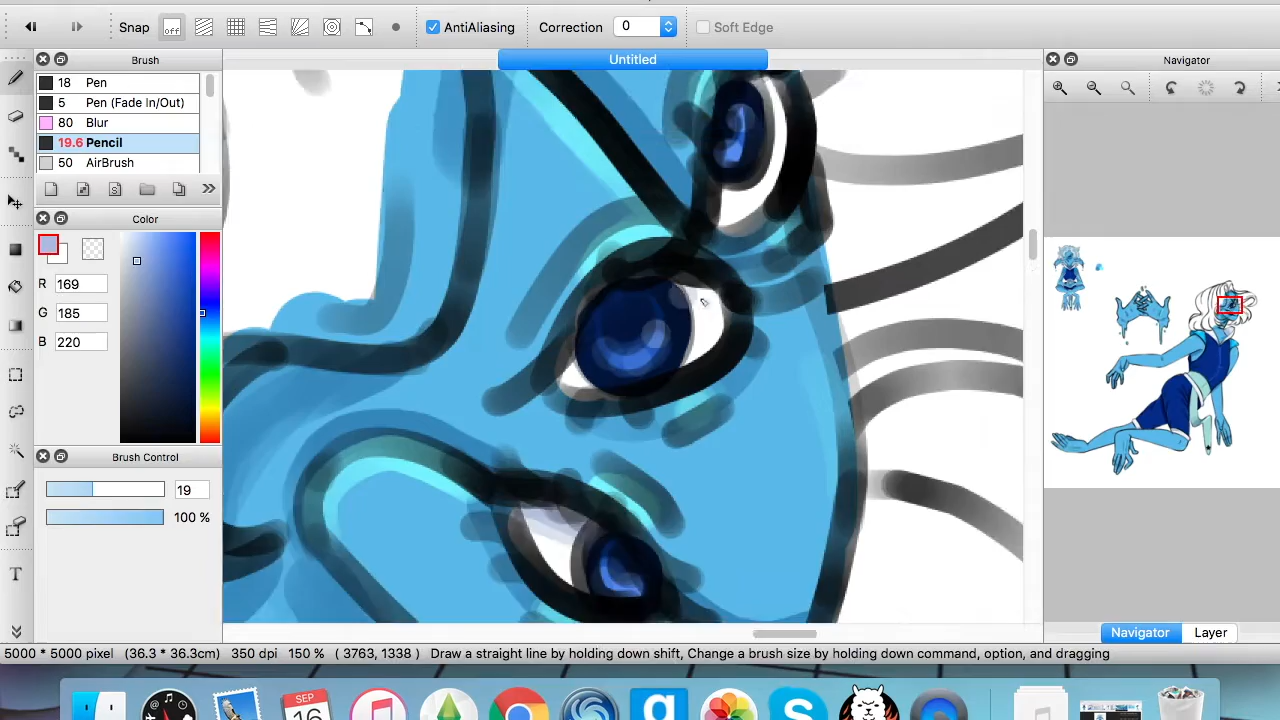 Snap off AntiAliasing Correction 0 Soft Edge
Brush Untitled Navigator
18 Pen
5 Pen (Fade In/Out)
80 Blur
19.6 Pencil
50 AirBrush
Color
R 169
G 185
B 220
Brush Control
19
100 %
T
Navigator Layer
5000 * 5000 pixel (36.3 * 36.3cm) 350 dpi 150 % ( 3763, 1338 ) Draw a straight line by holding down shift, Change a brush size by holding down command, option, and dragging
SEP
16